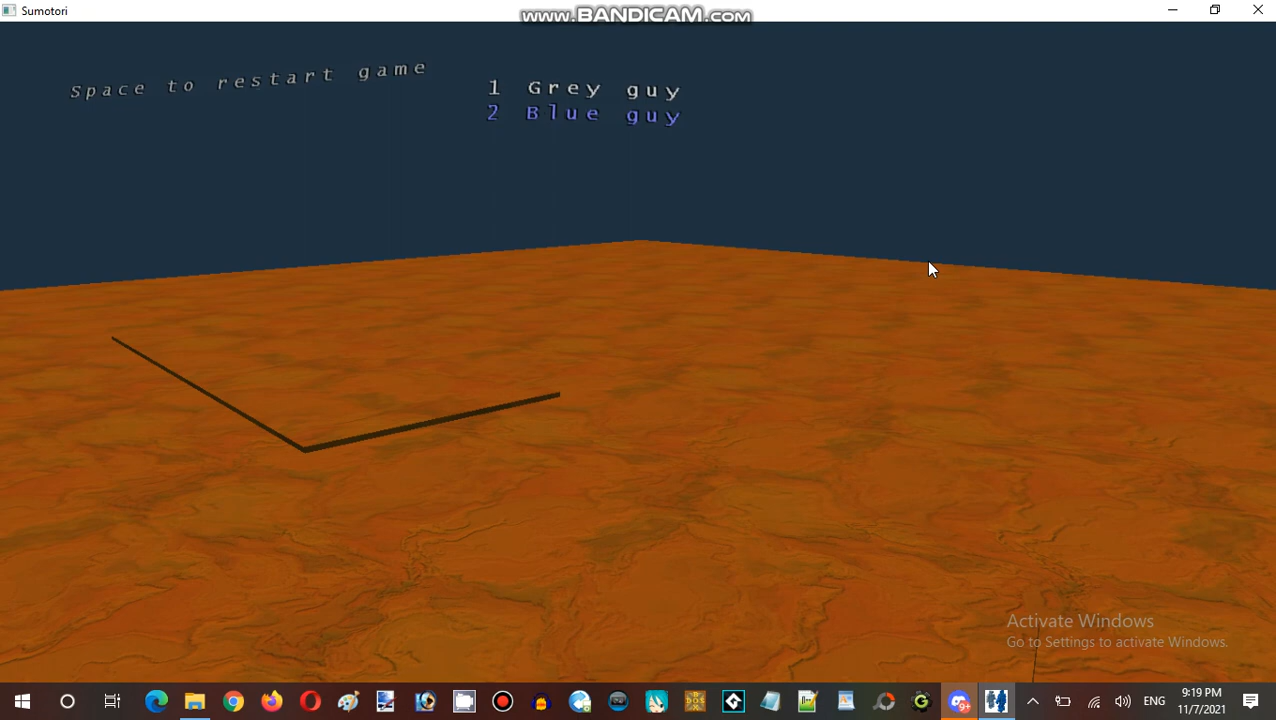 Sumotori
www.BANDICAM.com
Space to restart game
1 Grey guy
2 Blue guy
Activate Windows
Go to Settings to activate Windows.
ENG
9:19 PM
11/7/2021
9+